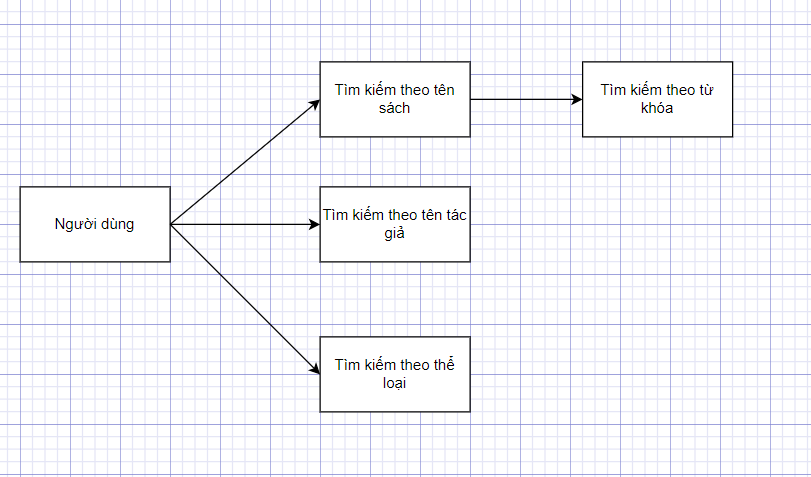 Tìm kiếm theo tên
sách
Tìm kiếm theo từ
khóa
Người dùng
Tìm kiếm theo tên tác
giả
Tìm kiếm theo thể
loại